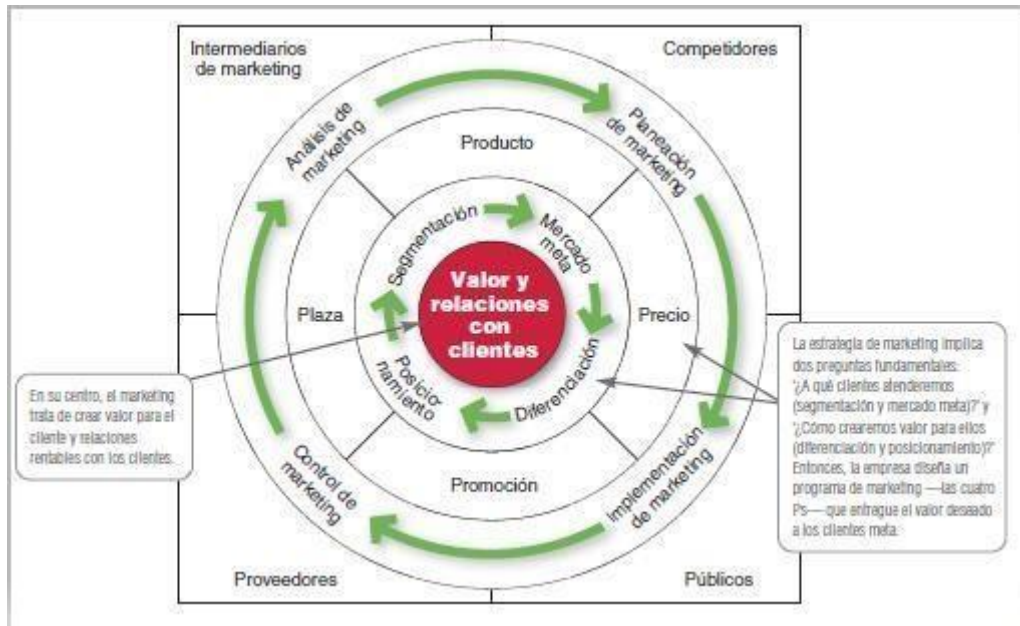 Intermediarios
de marketing
Competidores
Análisis de
marketing
Planeación
de marketing
Producto
Segmentación
Mercado
meta
Valor y
relaciones
con
clientes
Plaza
Precio
Posicio-
namiento
Diferenciación
Promoción
Control de
marketing
Implementación
de marketing
Proveedores
Públicos
En su centro, el marketing
trata de crear valor para el
cliente y relaciones
rentables con los clientes.
La estrategia de marketing implica
dos preguntas fundamentales:
"¿A qué clientes atenderemos
(segmentación y mercado meta)?" y
"¿Cómo crearemos valor para ellos
(diferenciación y posicionamiento)?"
Entonces, la empresa diseña un
programa de marketing —las cuatro
Ps— que entregue el valor deseado
a los clientes meta.